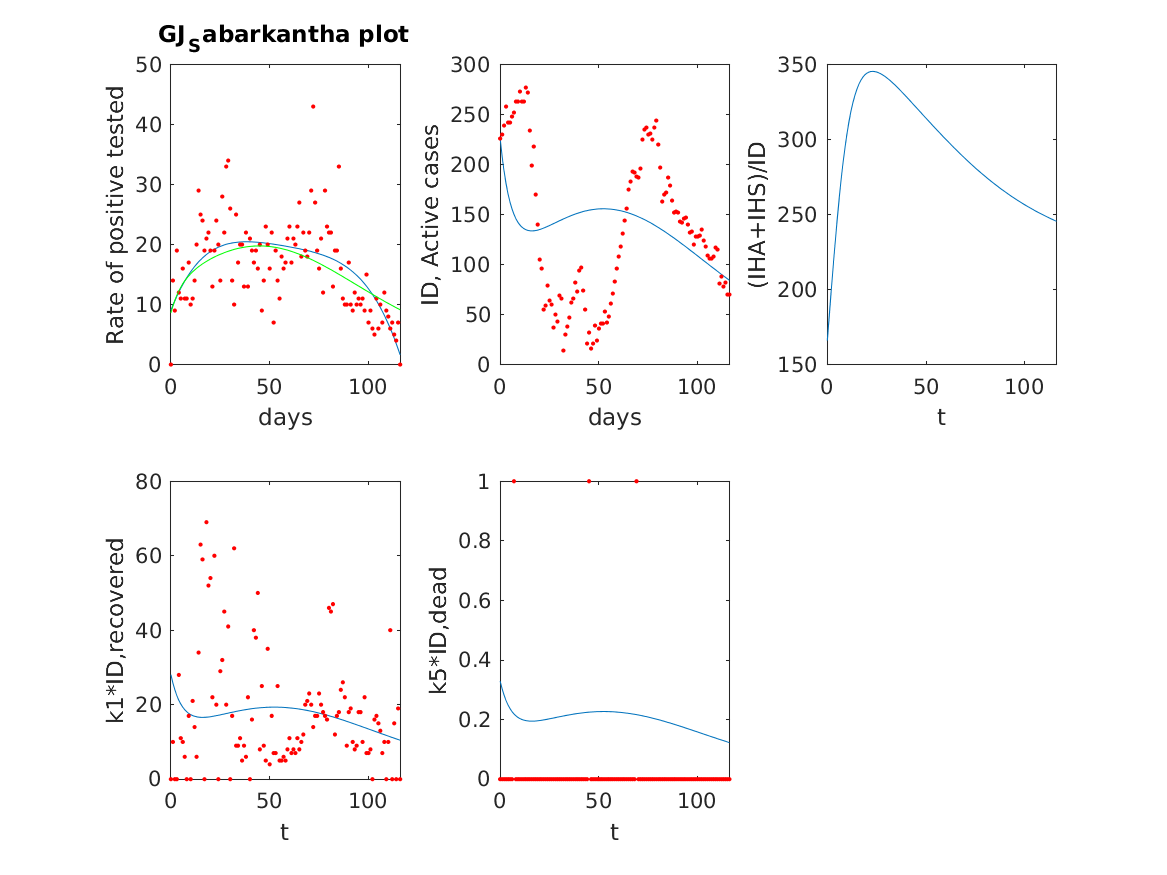 GJSabarkantha plot
50
40
30
20
10
0
0 50 100
days
Rate of positive tested
300
250
200
150
100
50
0
0 50 100
days
ID, Active cases
350
300
250
200
150
0 50 100
t
(IHA+IHS)/ID
80
60
40
20
0
0 50 100
t
k1*ID,recovered
1
0.8
0.6
0.4
0.2
0
0 50 100
t
k5*ID,dead